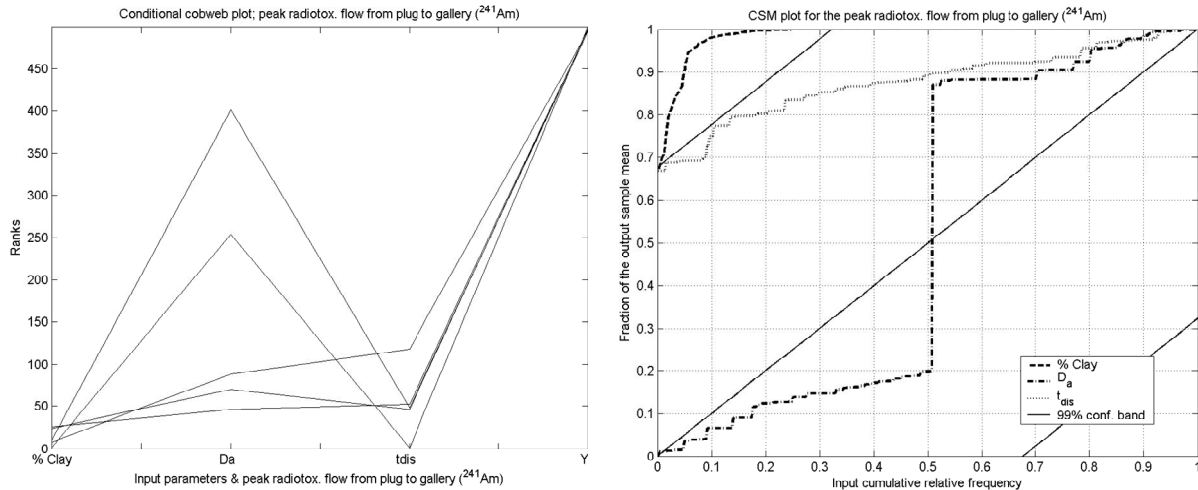 Conditional cobweb plot; peak radiotox. flow from plug to gallery (²⁴¹Am)
450
400
350
300
250
200
150
100
50
0
Ranks
% Clay
Da
tdis
Y
Input parameters & peak radiotox. flow from plug to gallery (²⁴¹Am)
CSM plot for the peak radiotox. flow from plug to gallery (²⁴¹Am)
1
0.9
0.8
0.7
0.6
0.5
0.4
0.3
0.2
0.1
0
Fraction of the output sample mean
% Clay
Dₐ
t_dis
99% conf. band
0 0.1 0.2 0.3 0.4 0.5 0.6 0.7 0.8 0.9 1
Input cumulative relative frequency